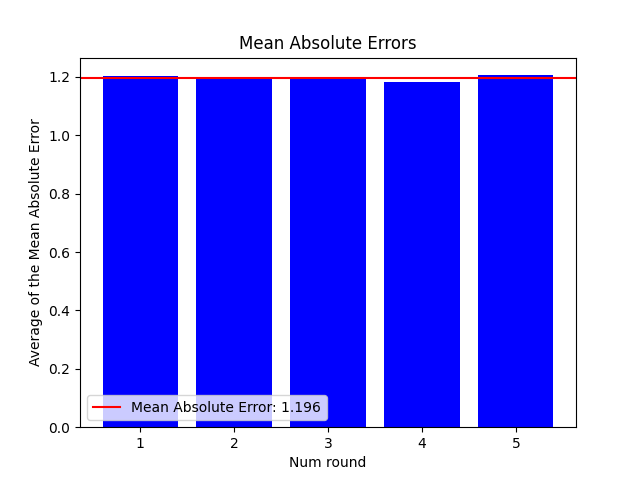 Mean Absolute Errors
Average of the Mean Absolute Error
1.2
1.0
0.8
0.6
0.4
0.2
0.0
Mean Absolute Error: 1.196
1 2 3 4 5
Num round